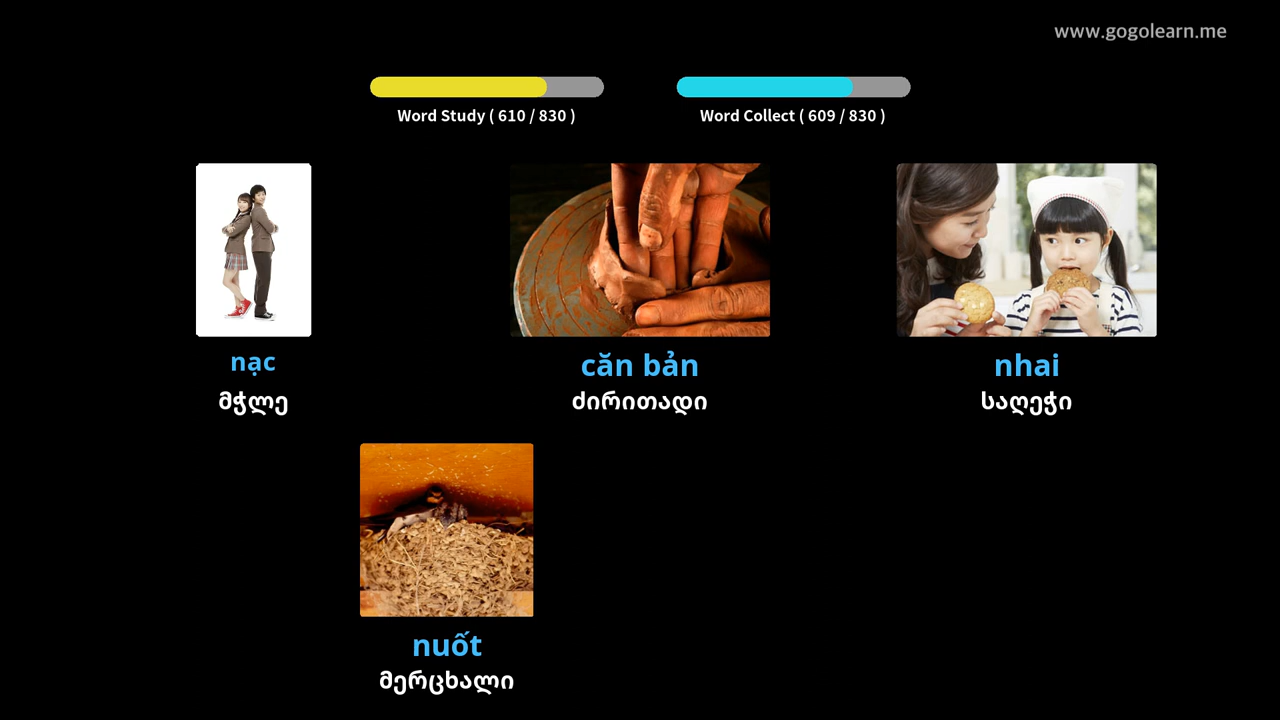 www.gogolearn.me
Word Study ( 610 / 830 )
Word Collect ( 609 / 830 )
nạc
მჭლე
căn bản
ძირითადი
nhai
საღეჭი
nuốt
მერცხალი